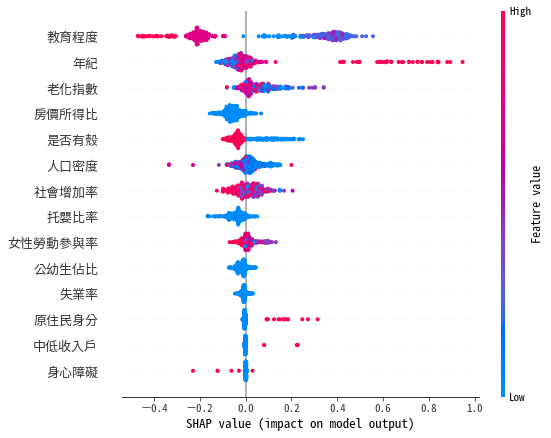 High
教育程度
年紀
老化指數
房價所得比
是否有殼
人口密度
社會增加率
托嬰比率
女性勞動參與率
公幼生佔比
失業率
原住民身分
中低收入戶
身心障礙
Feature value
Low
−0.4 −0.2 0.0 0.2 0.4 0.6 0.8 1.0
SHAP value (impact on model output)